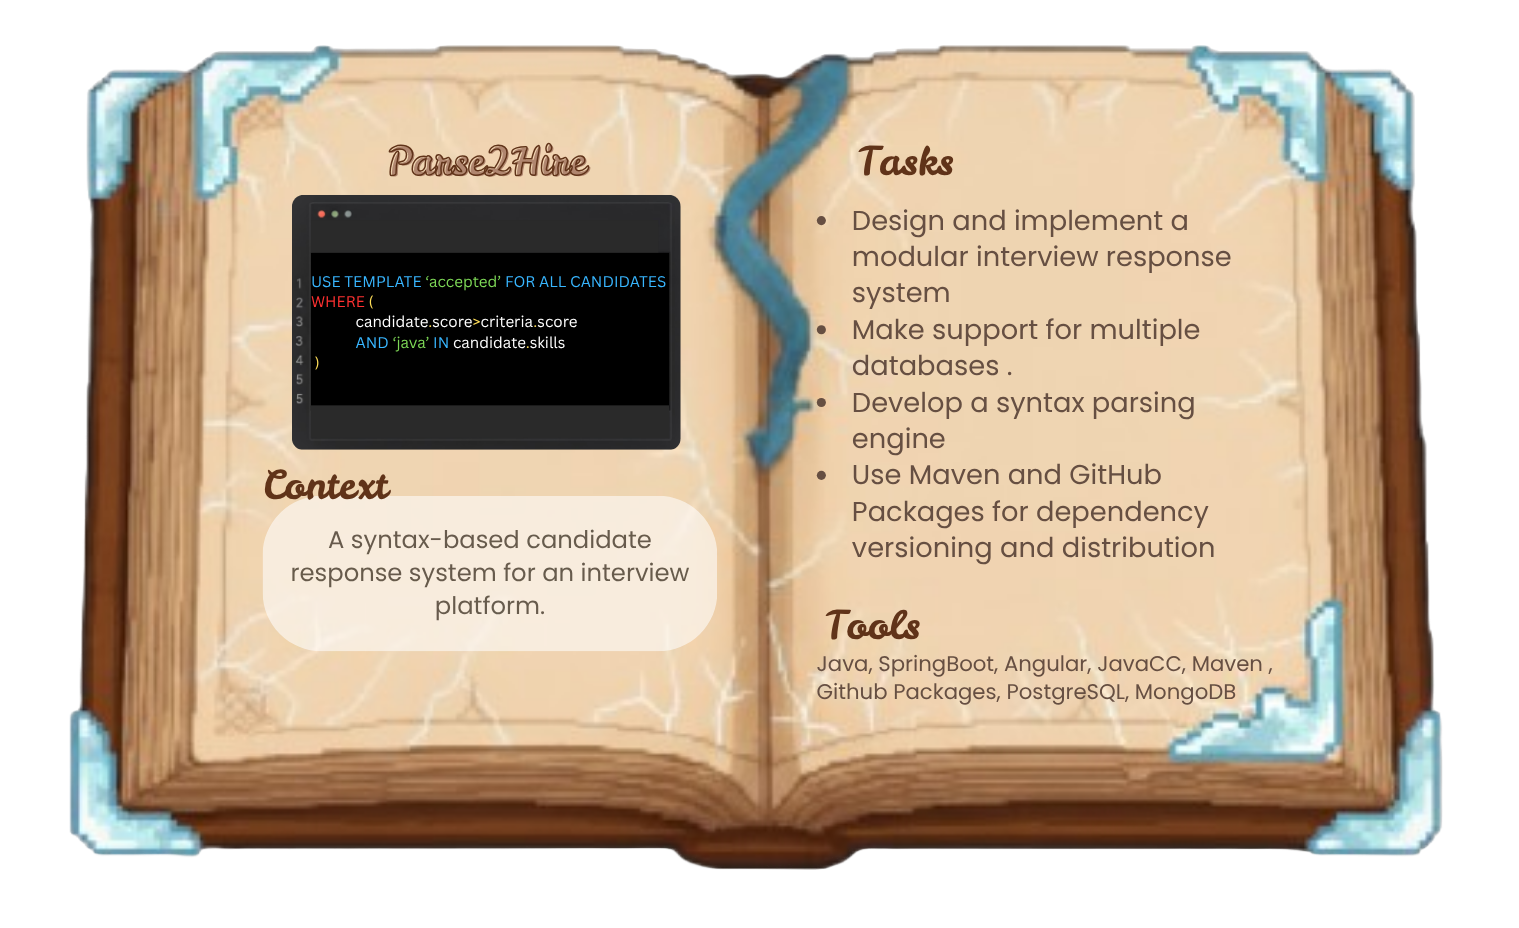 Parse2Hire
1 USE TEMPLATE ‘accepted’ FOR ALL CANDIDATES
2 WHERE (
3 candidate.score>criteria.score
3 AND ‘java’ IN candidate.skills
4 )
5
5
Context
A syntax-based candidate
response system for an interview
platform.
Tasks
• Design and implement a
modular interview response
system
• Make support for multiple
databases .
• Develop a syntax parsing
engine
• Use Maven and GitHub
Packages for dependency
versioning and distribution
Tools
Java, SpringBoot, Angular, JavaCC, Maven ,
Github Packages, PostgreSQL, MongoDB